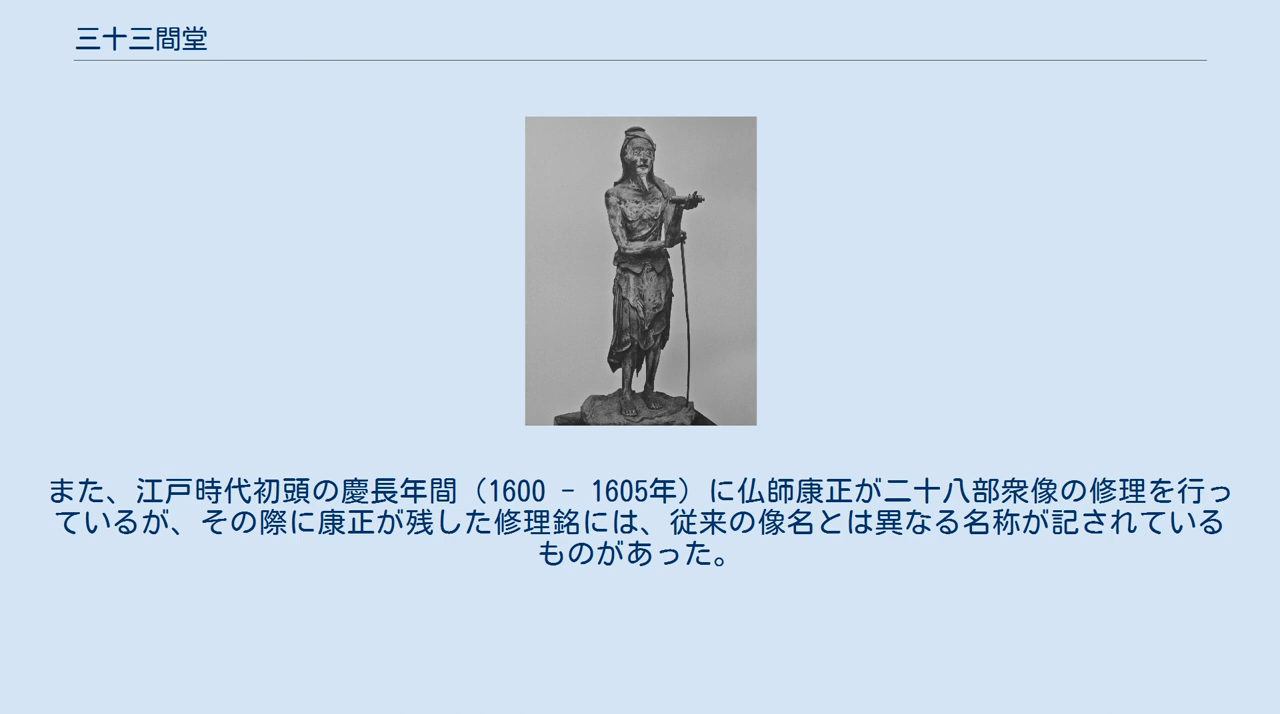 三十三間堂
また、江戸時代初頭の慶長年間（1600 - 1605年）に仏師康正が二十八部衆像の修理を行っ
ているが、その際に康正が残した修理銘には、従来の像名とは異なる名称が記されている
ものがあった。